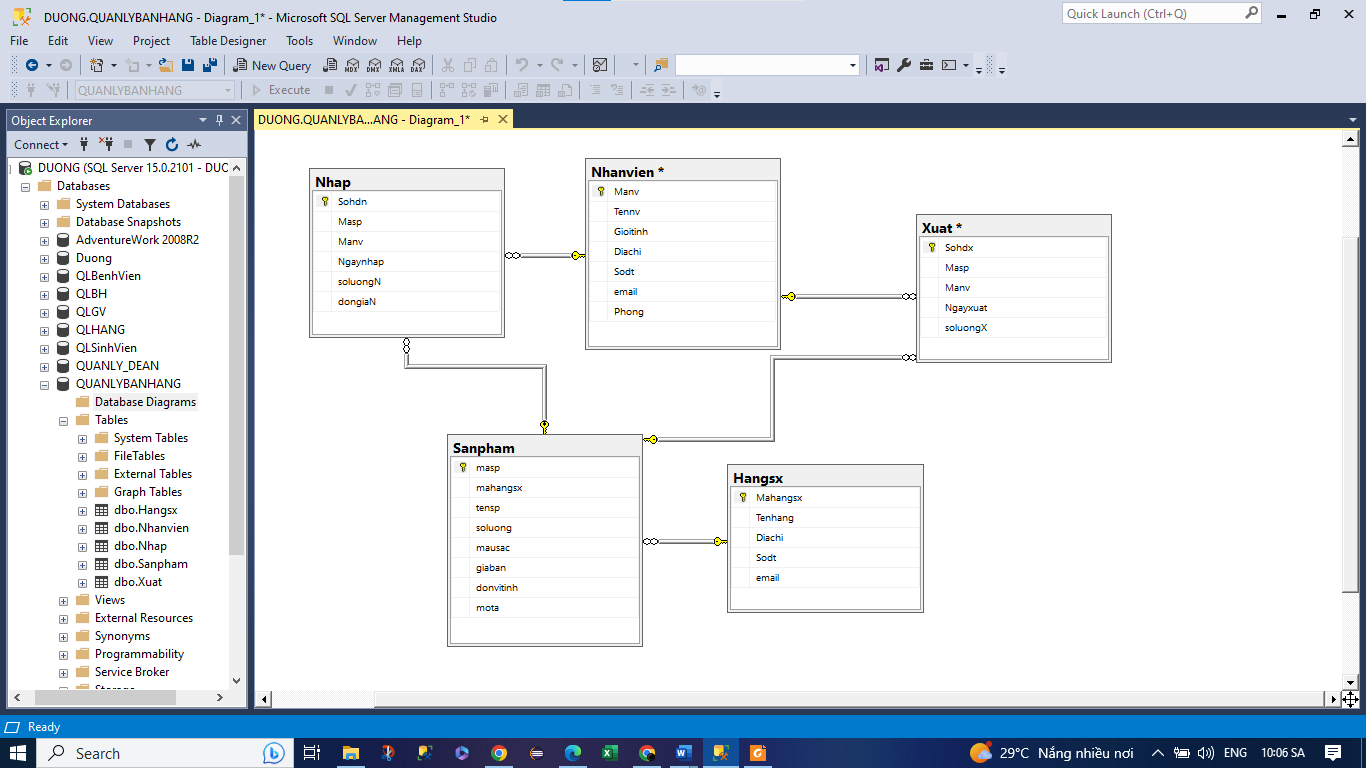 DUONG.QUANLYBANHANG - Diagram_1* - Microsoft SQL Server Management Studio
Quick Launch (Ctrl+Q)
File Edit View Project Table Designer Tools Window Help
New Query
MDX DMX XMLA DAX
QUANLYBANHANG
Execute
Object Explorer
Connect
DUONG (SQL Server 15.0.2101 - DUC
Databases
System Databases
Database Snapshots
AdventureWork 2008R2
Duong
QLBenhVien
QLBH
QLGV
QLHANG
QLSinhVien
QUANLY_DEAN
QUANLYBANHANG
Database Diagrams
Tables
System Tables
FileTables
External Tables
Graph Tables
dbo.Hangsx
dbo.Nhanvien
dbo.Nhap
dbo.Sanpham
dbo.Xuat
Views
External Resources
Synonyms
Programmability
Service Broker
Storage
DUONG.QUANLYBA...ANG - Diagram_1*
Nhap
Sohdn
Masp
Manv
Ngaynhap
soluongN
dongiaN
Nhanvien *
Manv
Tennv
Gioitinh
Diachi
Sodt
email
Phong
Xuat *
Sohdx
Masp
Manv
Ngayxuat
soluongX
Sanpham
masp
mahangsx
tensp
soluong
mausac
giaban
donvitinh
mota
Hangsx
Mahangsx
Tenhang
Diachi
Sodt
email
Ready
Search
29°C Nắng nhiều nơi
ENG
10:06 SA